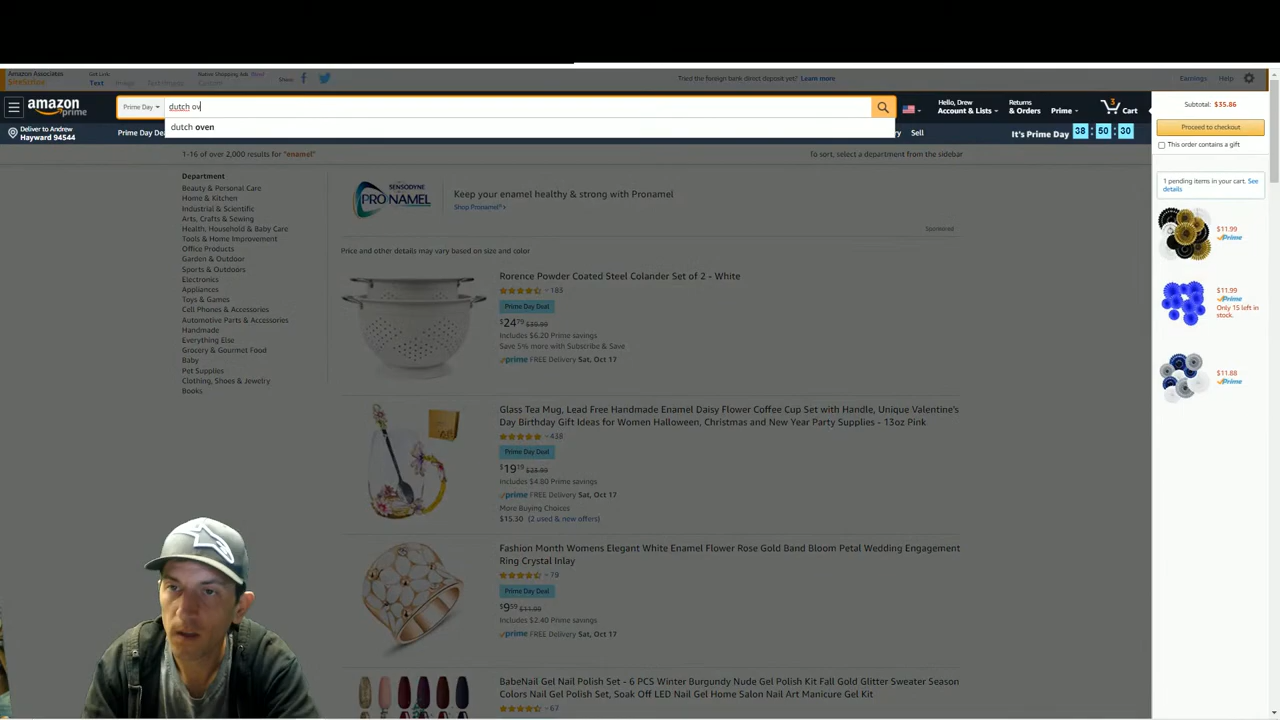 Amazon Associates
SiteStripe
Get Link:
Text
Image
Text+Image
Native Shopping Ads
Custom
Share:
Tried the foreign bank direct deposit yet? Learn more
Earnings
Help
amazon
prime
Prime Day
dutch ov
dutch oven
Hello, Drew
Account & Lists
Returns
& Orders
Prime
3
Cart
Deliver to Andrew
Hayward 94544
Prime Day
Sell
It's Prime Day
38 : 50 : 30
Subtotal: $35.86
Proceed to checkout
This order contains a gift
1 pending items in your cart. See
details
$11.99
prime
$11.99
prime
Only 15 left in
stock.
$11.88
prime
1-16 of over 2,000 results for "enamel"
To sort, select a department from the sidebar
Department
Beauty & Personal Care
Home & Kitchen
Industrial & Scientific
Arts, Crafts & Sewing
Health, Household & Baby Care
Tools & Home Improvement
Office Products
Garden & Outdoor
Sports & Outdoors
Electronics
Appliances
Toys & Games
Cell Phones & Accessories
Automotive Parts & Accessories
Handmade
Everything Else
Grocery & Gourmet Food
Baby
Pet Supplies
Clothing, Shoes & Jewelry
Books
SENSODYNE
PRONAMEL
Keep your enamel healthy & strong with Pronamel
Shop Pronamel ›
Sponsored
Price and other details may vary based on size and color
Rorence Powder Coated Steel Colander Set of 2 - White
183
Prime Day Deal
$24 79 $30.99
Includes $6.20 Prime savings
Save 5% more with Subscribe & Save
prime FREE Delivery Sat, Oct 17
Glass Tea Mug, Lead Free Handmade Enamel Daisy Flower Coffee Cup Set with Handle, Unique Valentine's
Day Birthday Gift Ideas for Women Halloween, Christmas and New Year Party Supplies - 13oz Pink
438
Prime Day Deal
$19 19 $23.99
Includes $4.80 Prime savings
prime FREE Delivery Sat, Oct 17
More Buying Choices
$15.30 (2 used & new offers)
Fashion Month Womens Elegant White Enamel Flower Rose Gold Band Bloom Petal Wedding Engagement
Ring Crystal Inlay
79
Prime Day Deal
$9 59 $11.99
Includes $2.40 Prime savings
prime FREE Delivery Sat, Oct 17
BabeNail Gel Nail Polish Set - 6 PCS Winter Burgundy Nude Gel Polish Kit Fall Gold Glitter Sweater Season
Colors Nail Gel Polish Set, Soak Off LED Nail Gel Home Salon Nail Art Manicure Gel Kit
67